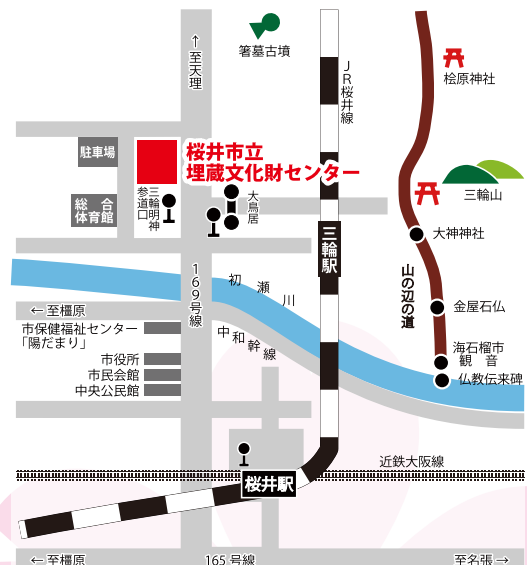 ←至天理
箸墓古墳
JR桜井線
桧原神社
駐車場
桜井市立
埋蔵文化財センター
三輪山
総　合
体育館
三輪明神
参道口
大鳥居
大神神社
三輪駅
山の辺の道
169号線
初瀬川
金屋石仏
←至橿原
中和幹線
市保健福祉センター
「陽だまり」
海石榴市
観　音
市役所
市民会館
中央公民館
仏教伝来碑
近鉄大阪線
桜井駅
←至橿原
165号線
至名張→